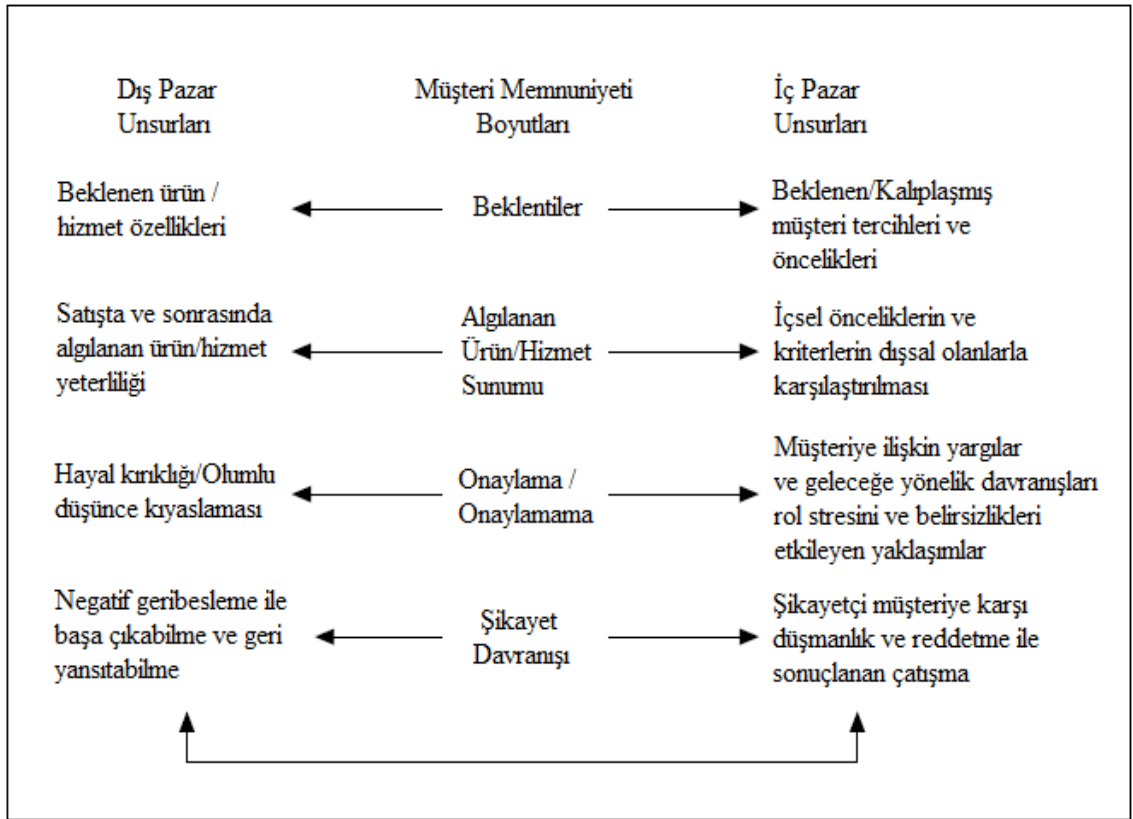 Dış Pazar
Unsurları
Müşteri Memnuniyeti
Boyutları
İç Pazar
Unsurları
Beklenen ürün /
hizmet özellikleri
Beklentiler
Beklenen/Kalıplaşmış
müşteri tercihleri ve
öncelikleri
Satışta ve sonrasında
algılanan ürün/hizmet
yeterliliği
Algılanan
Ürün/Hizmet
Sunumu
İçsel önceliklerin ve
kriterlerin dışsal olanlarla
karşılaştırılması
Hayal kırıklığı/Olumlu
düşünce kıyaslaması
Onaylama /
Onaylamama
Müşteriye ilişkin yargılar
ve geleceğe yönelik davranışları
rol stresini ve belirsizlikleri
etkileyen yaklaşımlar
Negatif geribesleme ile
başa çıkabilme ve geri
yansıtabilme
Şikayet
Davranışı
Şikayetçi müşteriye karşı
düşmanlık ve reddetme ile
sonuçlanan çatışma